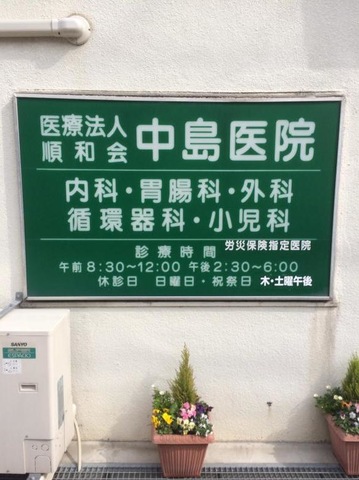 医療法人
順和会 中島医院
内科・胃腸科・外科
循環器科・小児科
労災保険指定医院
診療時間
午前8:30~12:00 午後2:30~6:00
休診日 日曜日・祝祭日 木・土曜午後
SANYO